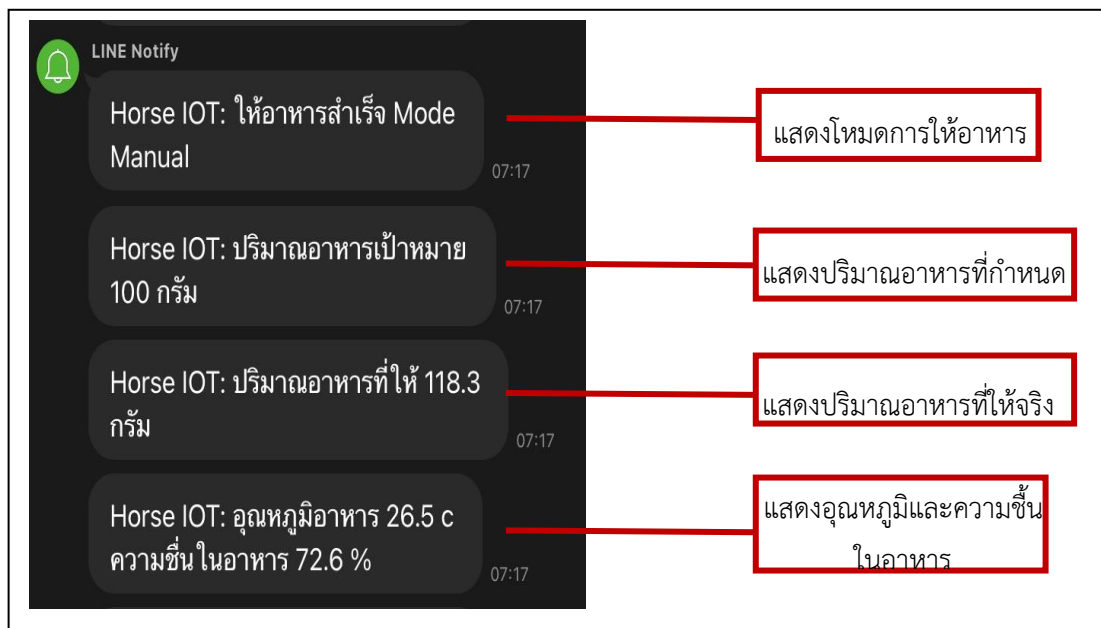 LINE Notify
Horse IOT: ให้อาหารสำเร็จ Mode
Manual
07:17
แสดงโหมดการให้อาหาร
Horse IOT: ปริมาณอาหารเป้าหมาย
100 กรัม
07:17
แสดงปริมาณอาหารที่กำหนด
Horse IOT: ปริมาณอาหารที่ให้ 118.3
กรัม
07:17
แสดงปริมาณอาหารที่ให้จริง
Horse IOT: อุณหภูมิอาหาร 26.5 c
ความชื่นในอาหาร 72.6 %
07:17
แสดงอุณหภูมิและความชื้น
ในอาหาร